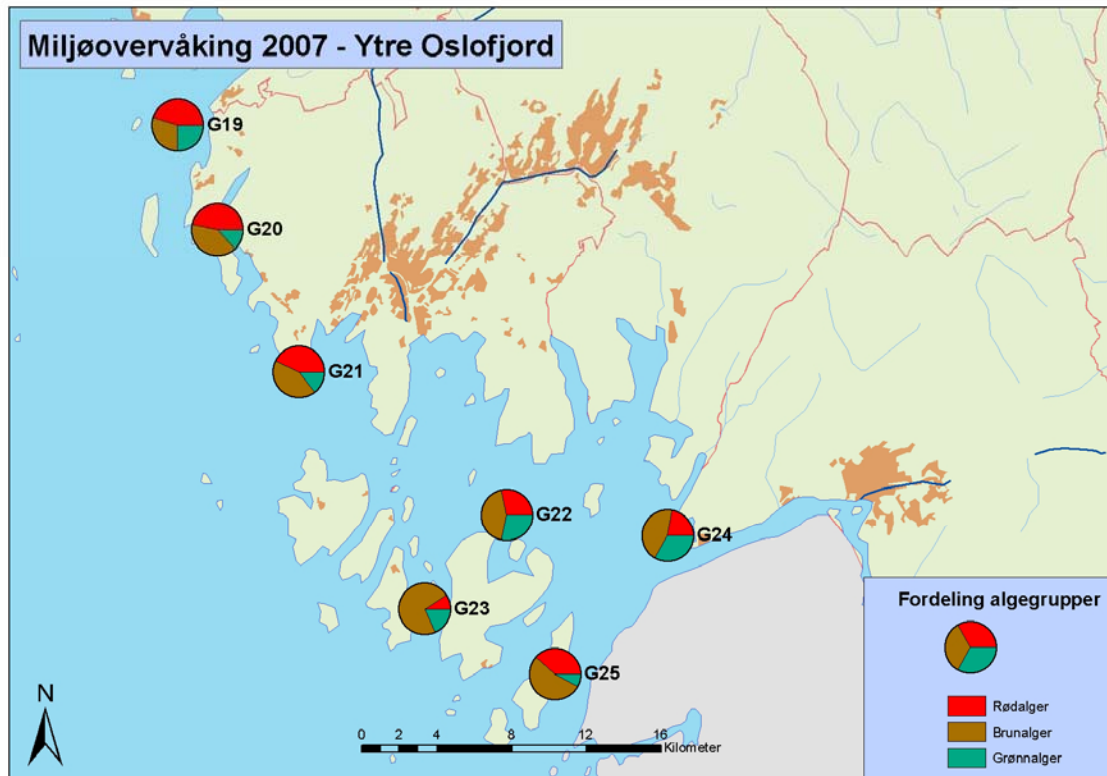 Miljøovervåking 2007 - Ytre Oslofjord
G19
G20
G21
G22
G24
G23
G25
Fordeling algegrupper
Rødalger
Brunalger
Grønnalger
N
0 2 4 8 12 16
Kilometer